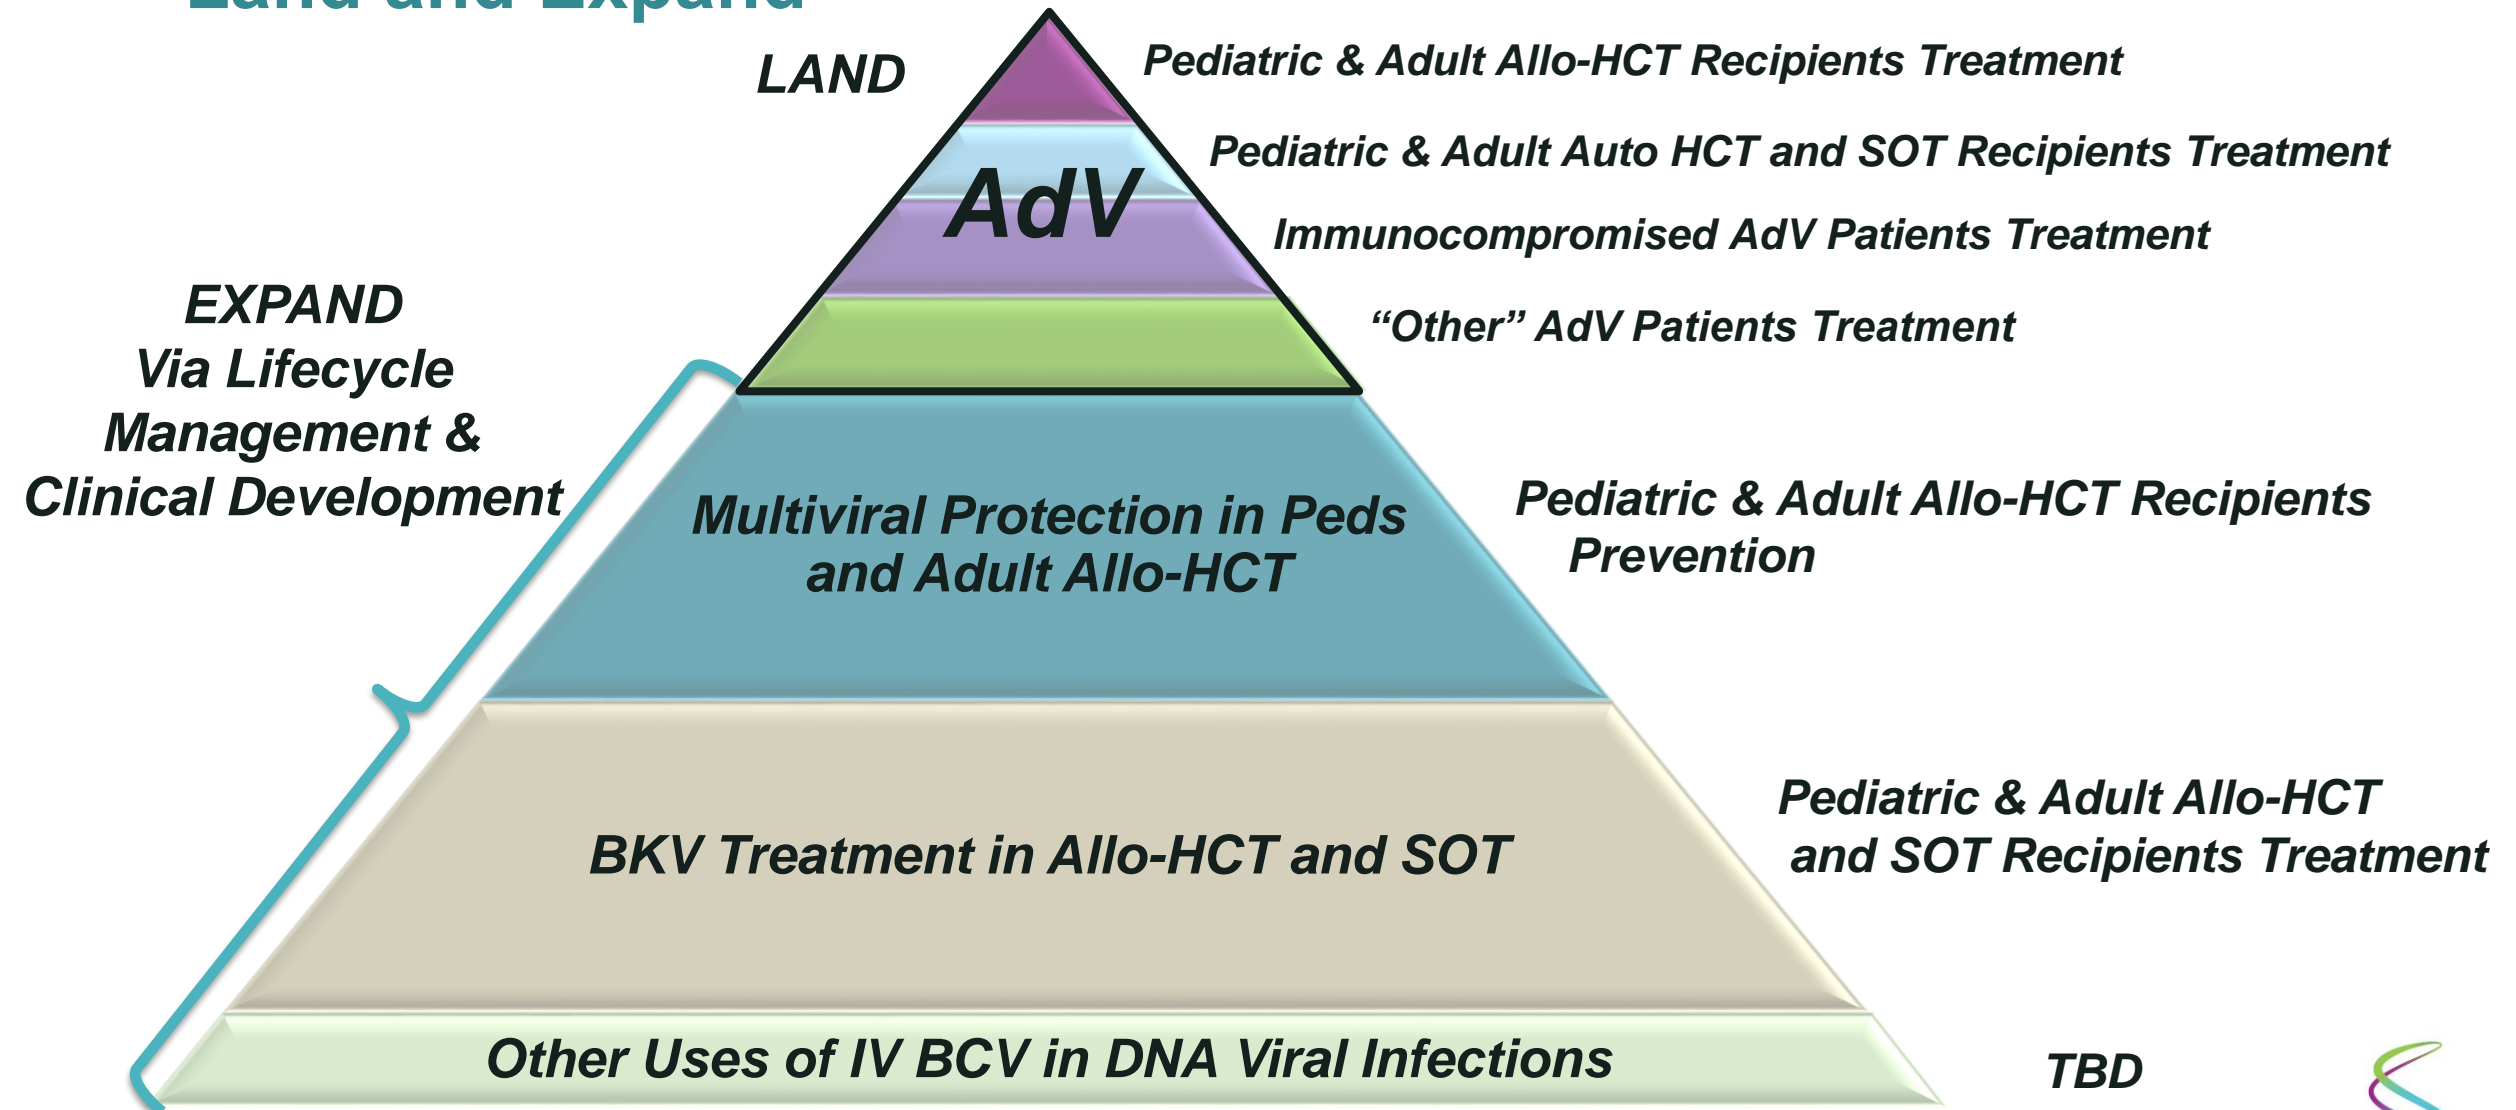 Land and Expand
LAND
Pediatric & Adult Allo-HCT Recipients Treatment
Pediatric & Adult Auto HCT and SOT Recipients Treatment
AdV
Immunocompromised AdV Patients Treatment
“Other” AdV Patients Treatment
EXPAND
Via Lifecycle
Management &
Clinical Development
Multiviral Protection in Peds
and Adult Allo-HCT
Pediatric & Adult Allo-HCT Recipients
Prevention
BKV Treatment in Allo-HCT and SOT
Pediatric & Adult Allo-HCT
and SOT Recipients Treatment
Other Uses of IV BCV in DNA Viral Infections
TBD